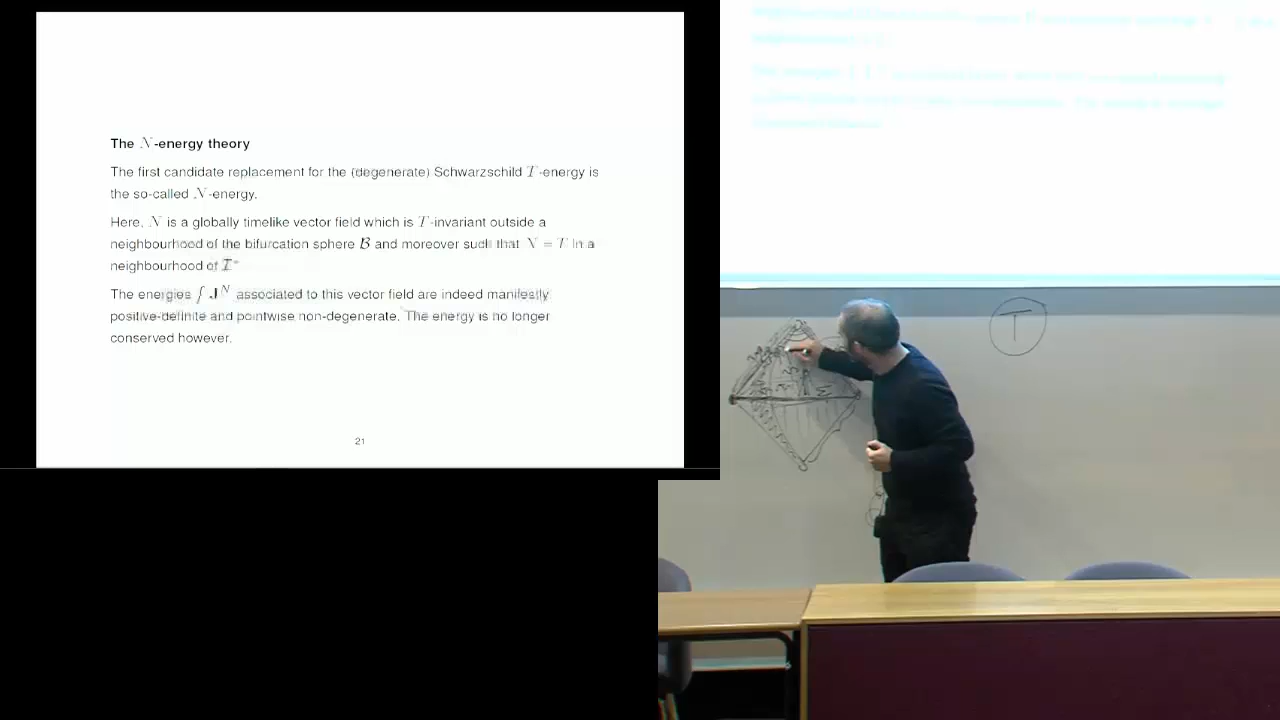 The N-energy theory
The first candidate replacement for the (degenerate) Schwarzschild T-energy is
the so-called N-energy.
Here, N is a globally timelike vector field which is T-invariant outside a
neighbourhood of the bifurcation sphere B and moreover such that N = T in a
neighbourhood of I⁺
The energies ∫ J^N associated to this vector field are indeed manifestly
positive-definite and pointwise non-degenerate. The energy is no longer
conserved however.
21
T
Σ